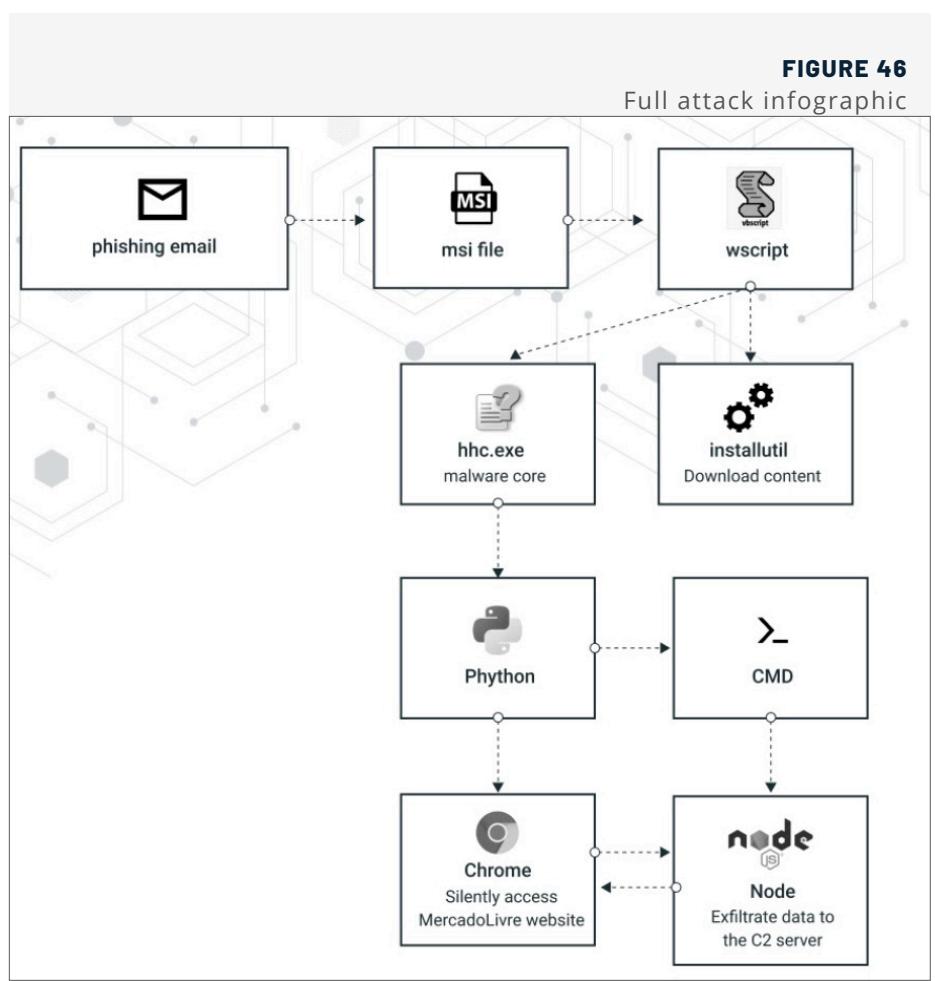 FIGURE 46
Full attack infographic
phishing email
MSI
msi file
vbscript
wscript
hhc.exe
malware core
installutil
Download content
Phython
CMD
Chrome
Silently access
MercadoLivre website
node
JS
Node
Exfiltrate data to
the C2 server